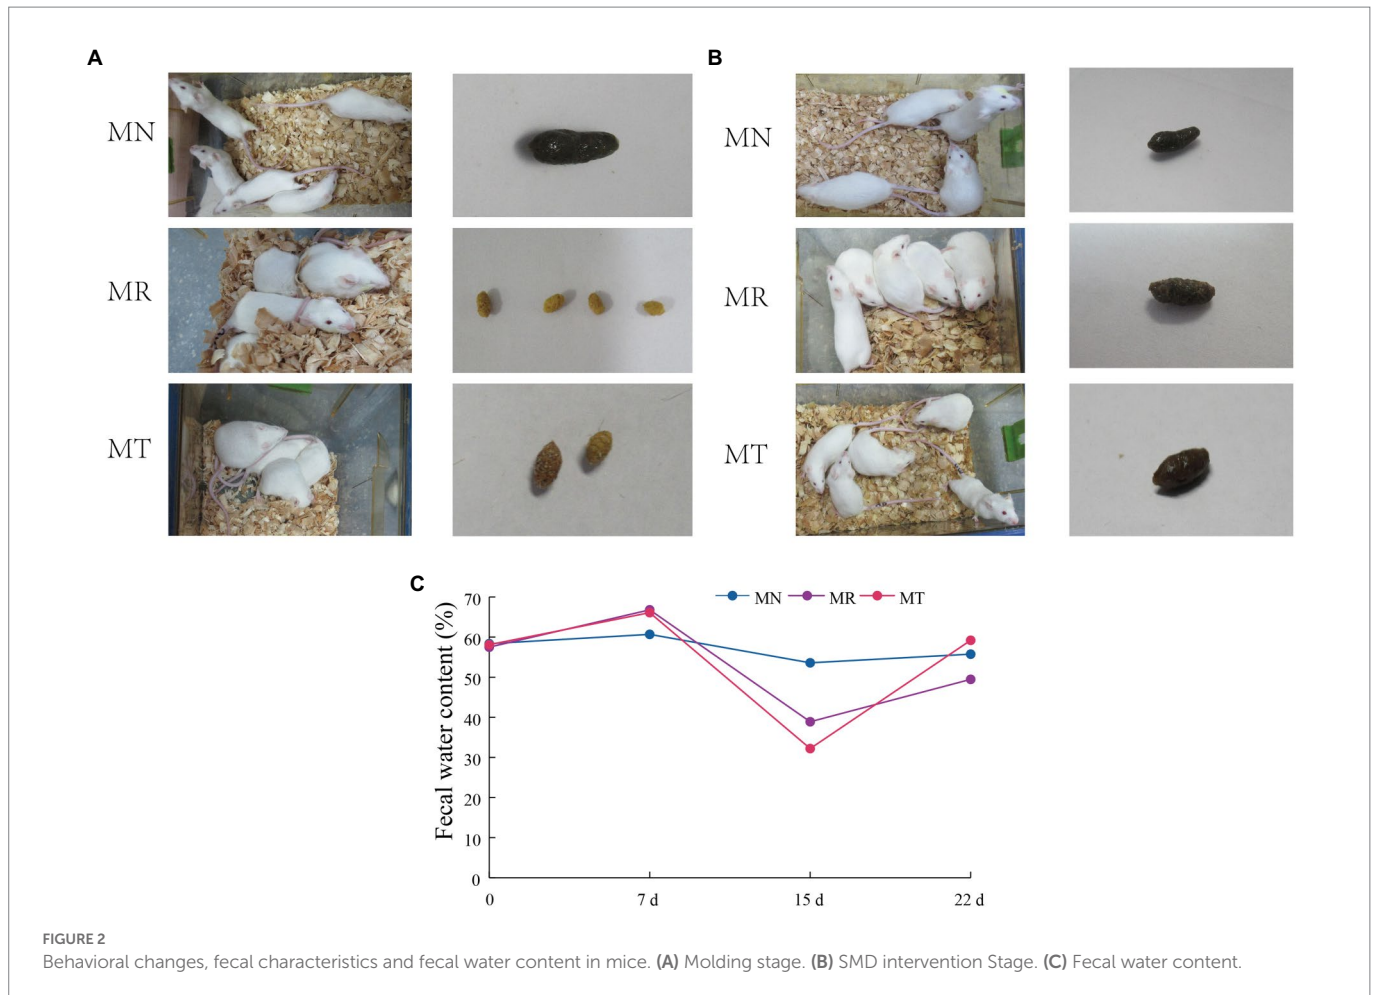 A
B
MN
MN
MR
MR
MT
MT
C
MN MR MT
Fecal water content (%)
70
60
50
40
30
20
10
0
0 7 d 15 d 22 d
FIGURE 2
Behavioral changes, fecal characteristics and fecal water content in mice. (A) Molding stage. (B) SMD intervention Stage. (C) Fecal water content.